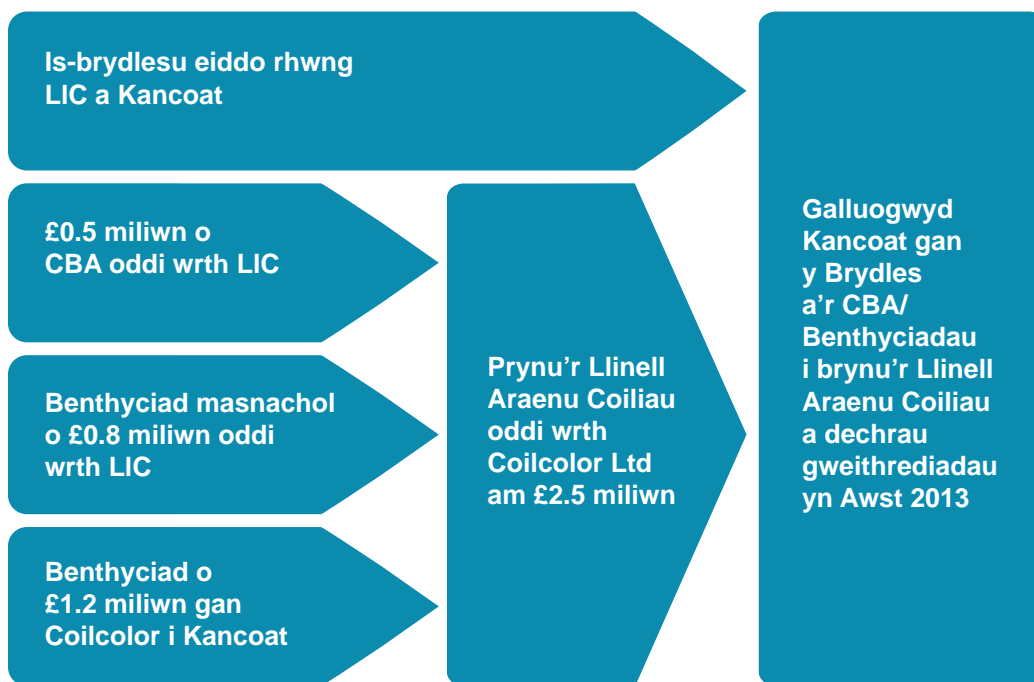 Is-brydlesu eiddo rhwng
LIC a Kancoat
£0.5 miliwn o
CBA oddi wrth LIC
Benthyciad masnachol
o £0.8 miliwn oddi
wrth LIC
Benthyciad o
£1.2 miliwn gan
Coilcolor i Kancoat
Prynu'r Llinell
Araenu Coiliau
oddi wrth
Coilcolor Ltd
am £2.5 miliwn
Galluogwyd
Kancoat gan
y Brydles
a'r CBA/
Benthyciadau
i brynu'r Llinell
Araenu Coiliau
a dechrau
gweithrediadau
yn Awst 2013